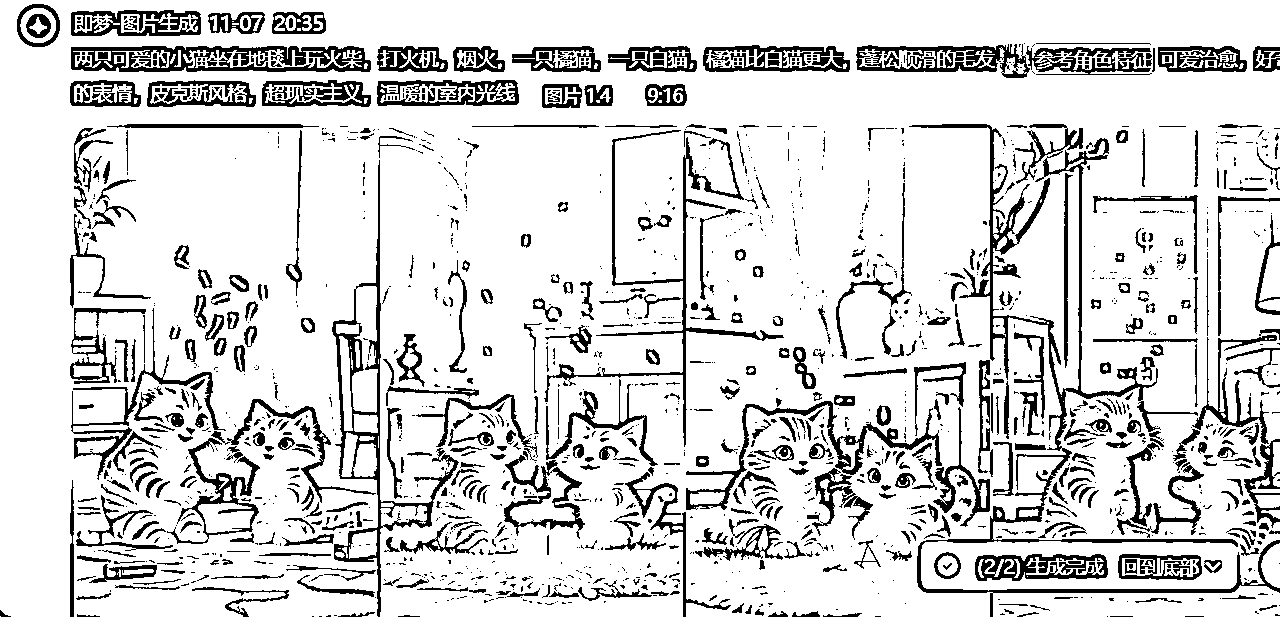 即梦-图片生成 11-07 20:35
两只可爱的小猫坐在地毯上玩火柴，打火机，烟火，一只橘猫，一只白猫，橘猫比白猫更大，蓬松顺滑的毛发 参考角色特征 可爱治愈，好
的表情，皮克斯风格，超现实主义，温暖的室内光线 图片 1.4 9:16
(2/2) 生成完成 回到底部